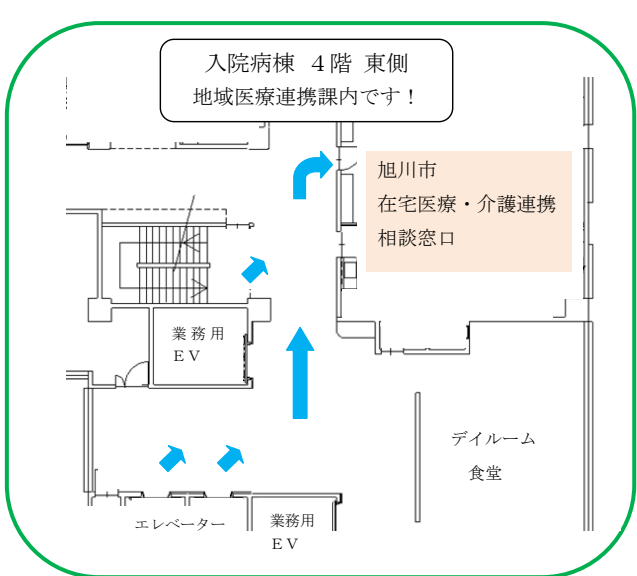 入院病棟 ４階 東側
地域医療連携課内です！
旭川市
在宅医療・介護連携
相談窓口
業務用
ＥＶ
デイルーム
食堂
エレベーター
業務用
ＥＶ